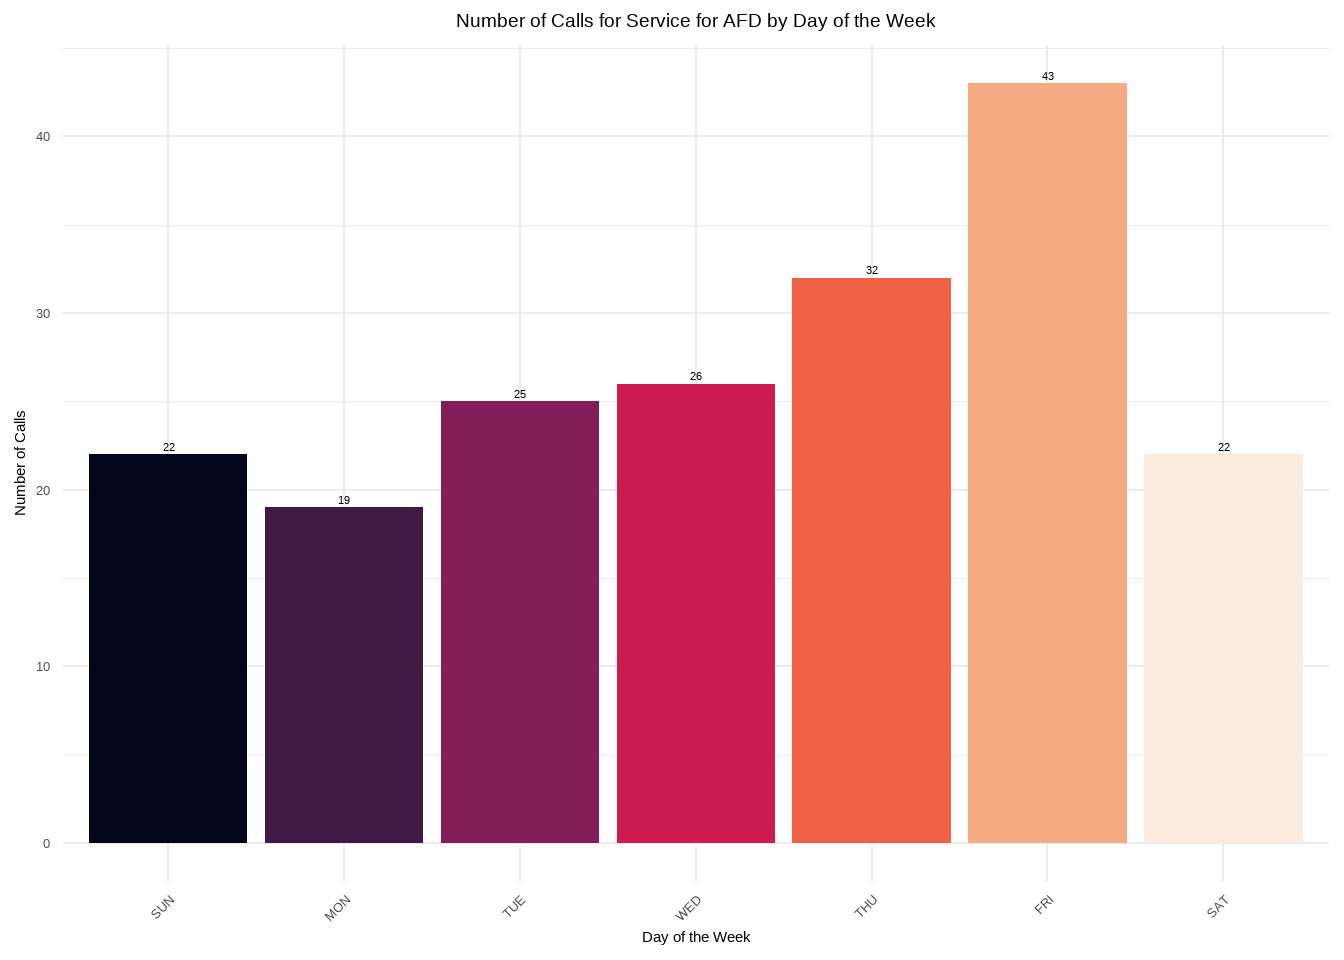 Number of Calls for Service for AFD by Day of the Week
43
40
32
30
26
25
22
22
19
20
10
0
Number of Calls
SUN
MON
TUE
WED
THU
FRI
SAT
Day of the Week